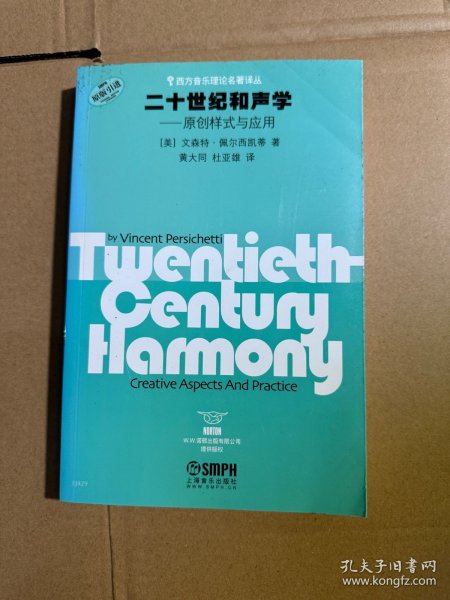 西方音乐理论名著译丛
原版引进
二十世纪和声学
——原创样式与应用
[美] 文森特·佩尔西凯蒂 著
黄大同 杜亚雄 译
by Vincent Persichetti
Twentieth-
Century
Harmony
Creative Aspects And Practice
NORTON
W.W.诺顿出版有限公司
提供版权
SMPH
上海音乐出版社
WWW.SMPH.CN
孔夫子旧书网
www.kongfz.com